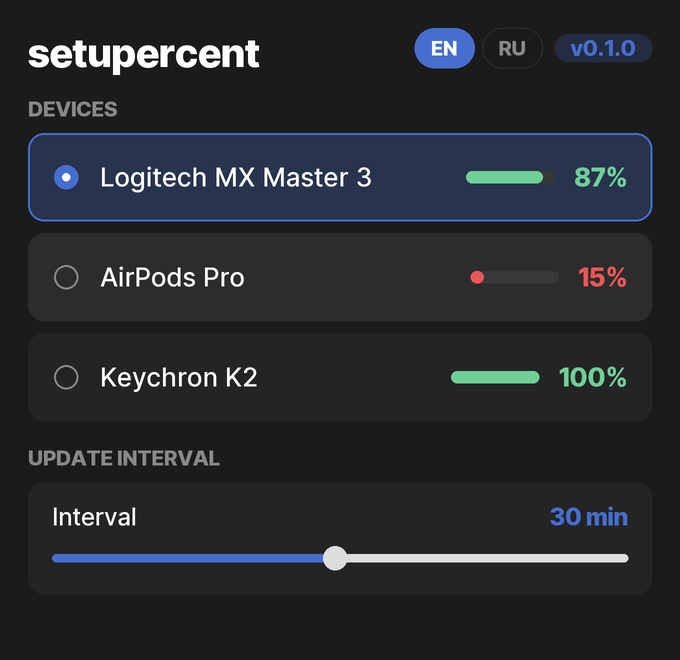 setupercent
EN RU v0.1.0
DEVICES
Logitech MX Master 3 87%
AirPods Pro 15%
Keychron K2 100%
UPDATE INTERVAL
Interval 30 min